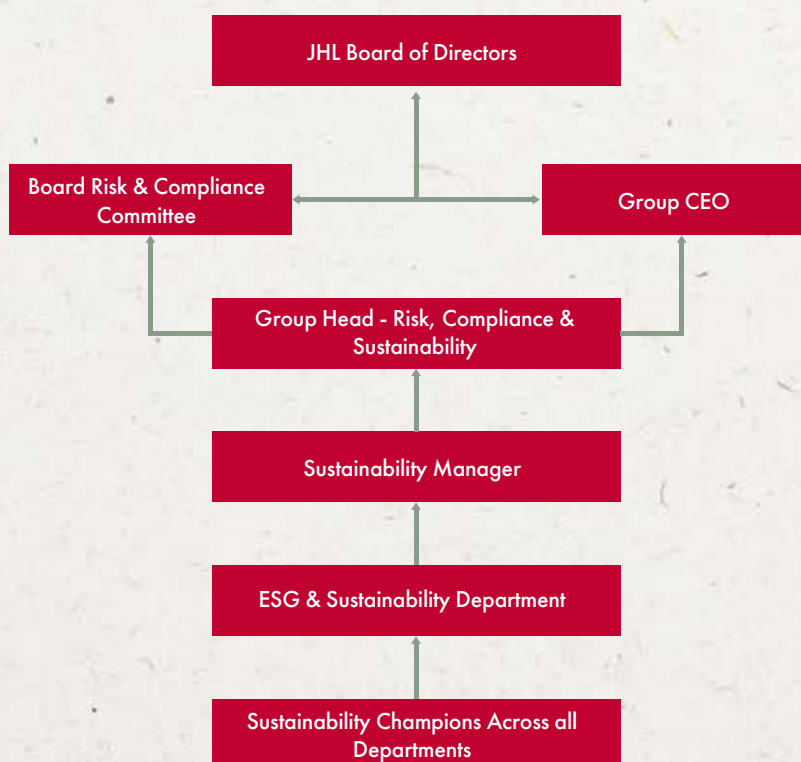 JHL Board of Directors
Board Risk & Compliance
Committee
Group CEO
Group Head - Risk, Compliance &
Sustainability
Sustainability Manager
ESG & Sustainability Department
Sustainability Champions Across all
Departments